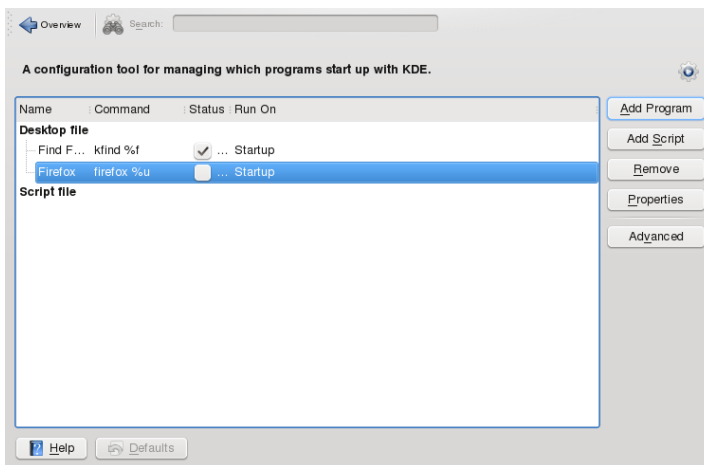 Overview Search:
A configuration tool for managing which programs start up with KDE.
Name Command Status Run On
Desktop file
Find F... kfind %f ... Startup
Firefox firefox %u ... Startup
Script file
Add Program
Add Script
Remove
Properties
Advanced
Help Defaults